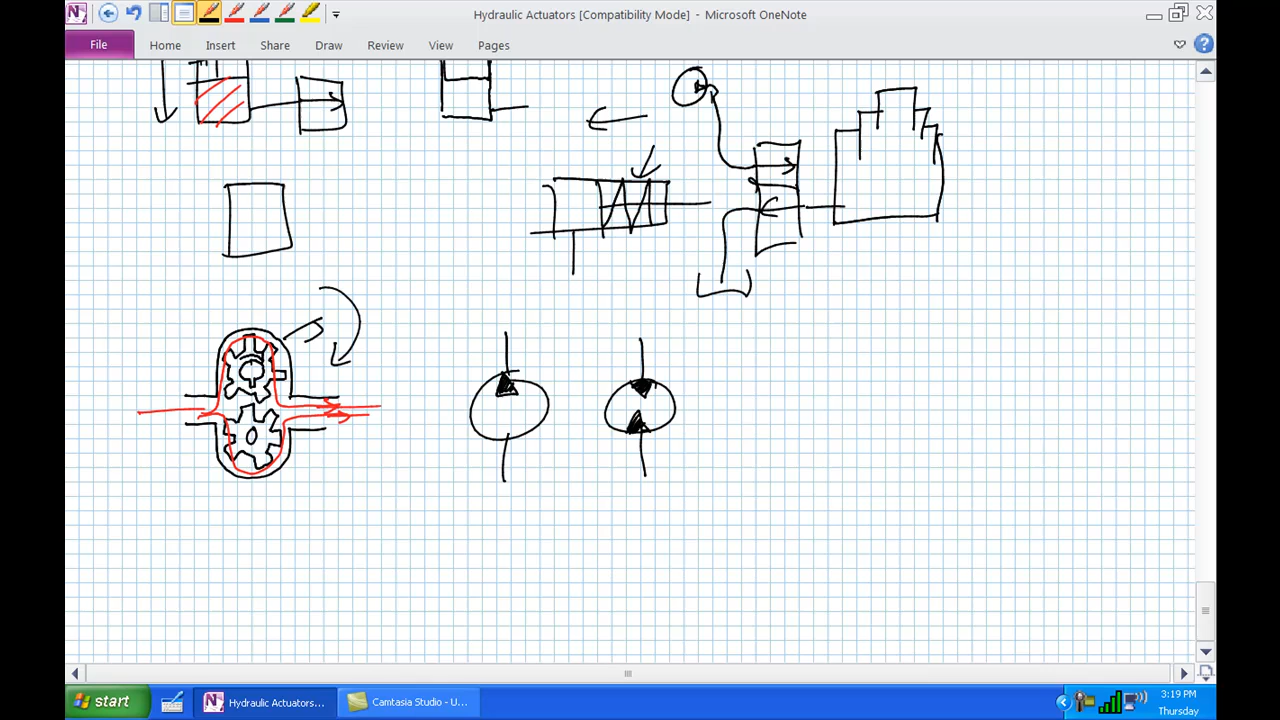 Hydraulic Actuators [Compatibility Mode] - Microsoft OneNote
File Home Insert Share Draw Review View Pages
start
Hydraulic Actuators...
Camtasia Studio - U...
3:19 PM
Thursday